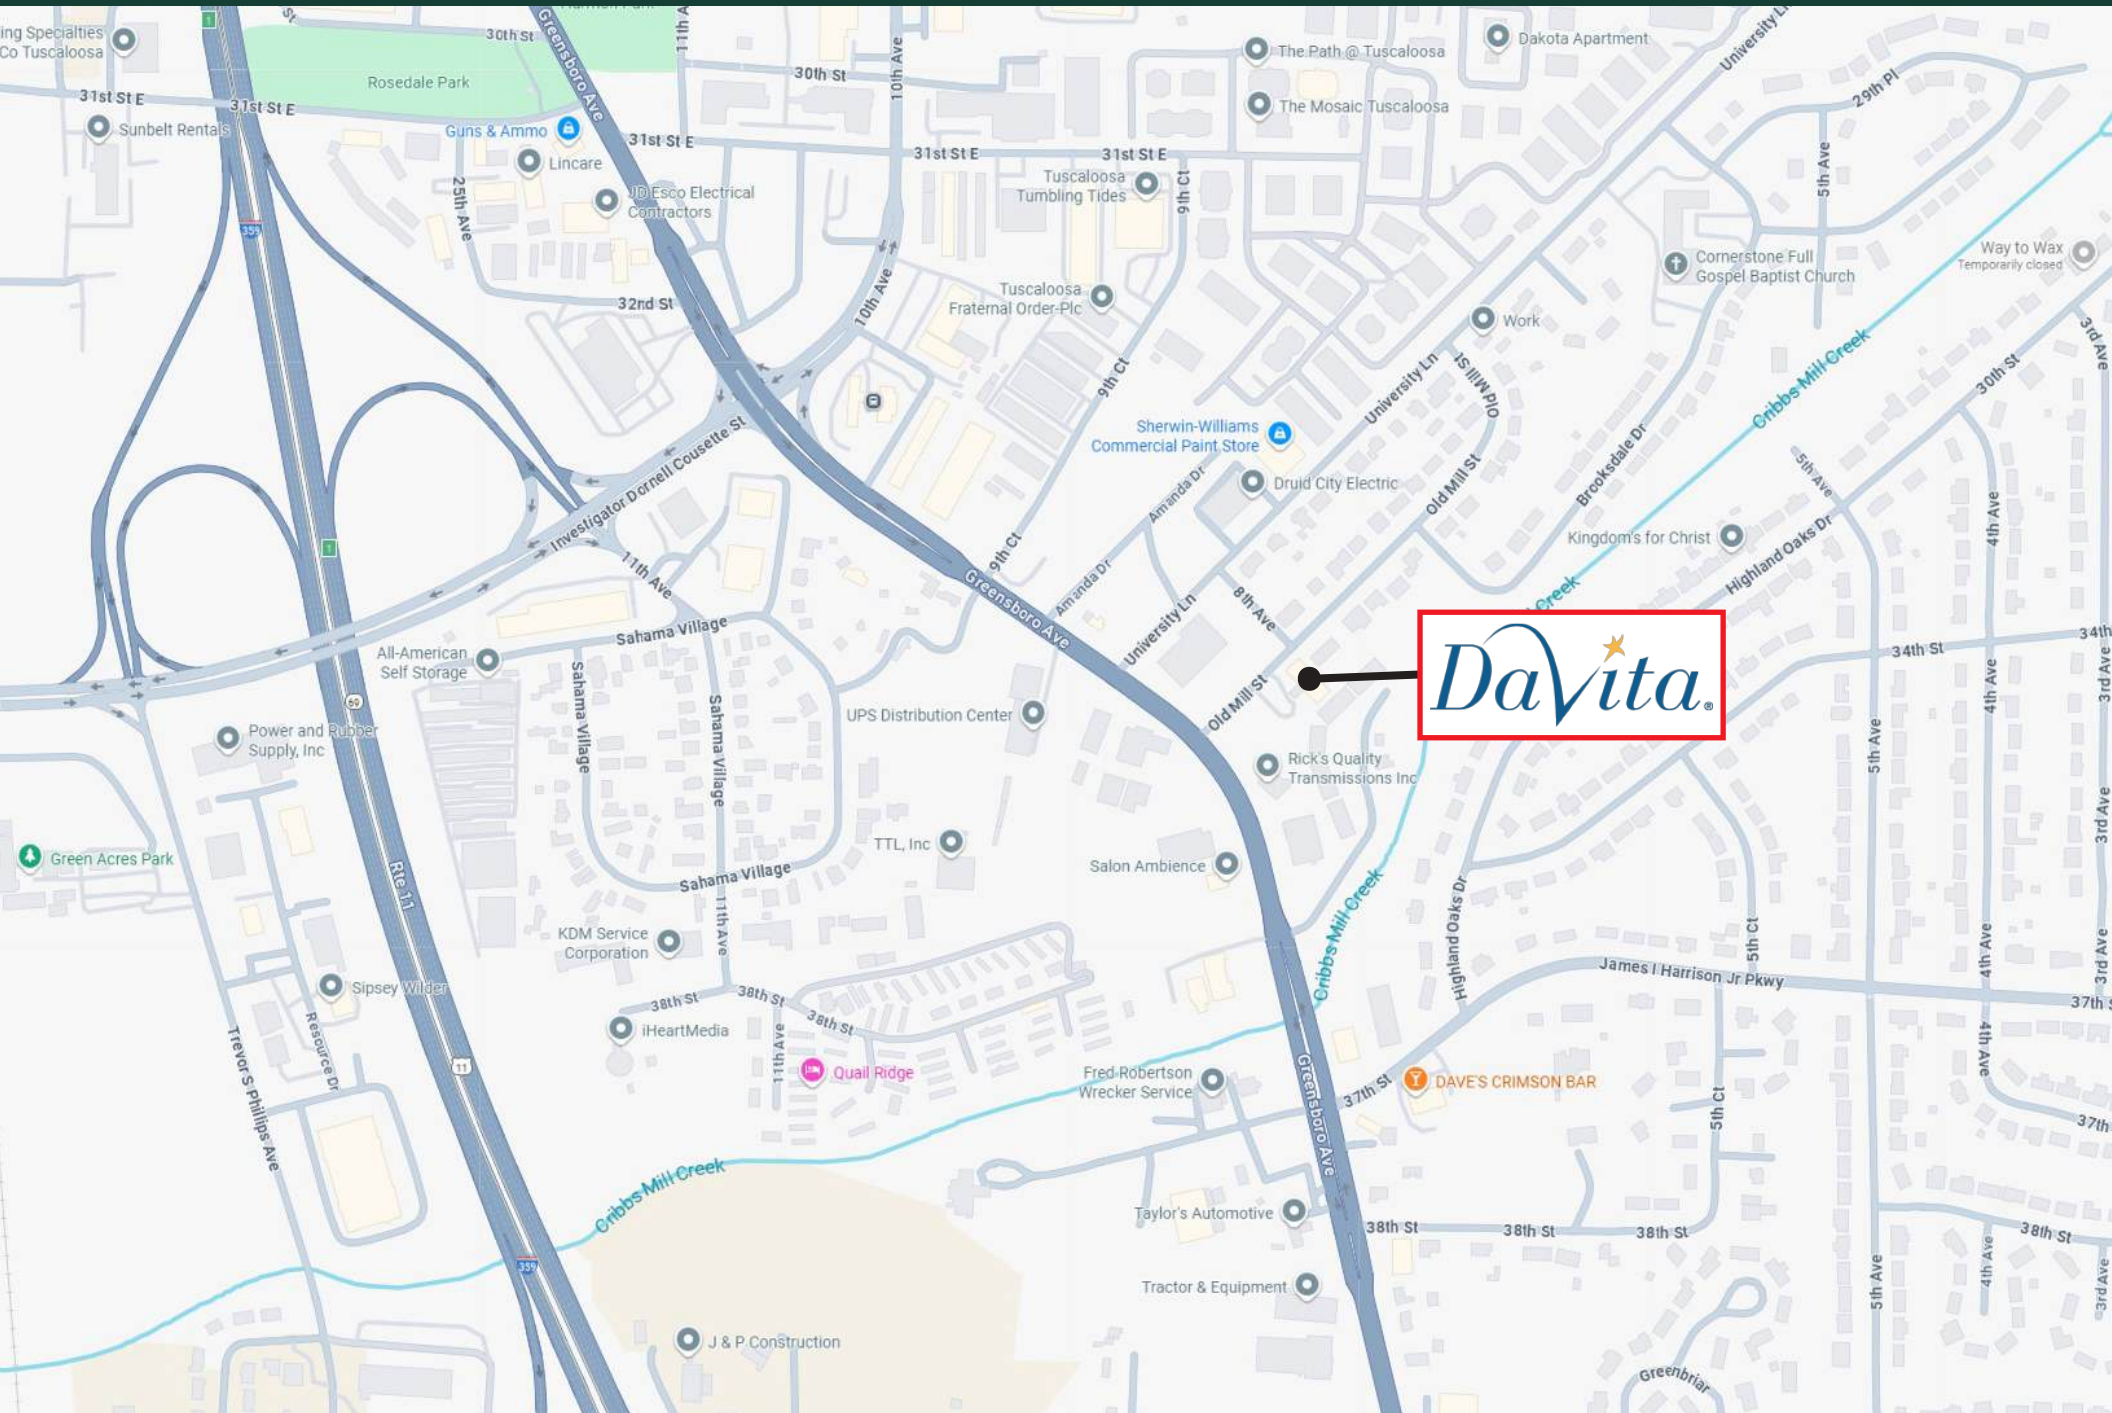 30th St
11th A
10th Ave
Greensboro Ave
ing Specialties
Co Tuscaloosa
1
Rosedale Park
30th St
The Path @ Tuscaloosa
Dakota Apartment
University Ln
31st St E
31st St E
The Mosaic Tuscaloosa
29th Pl
Sunbelt Rentals
Guns & Ammo
31st St E
31st St E
31st St E
Lincare
Tuscaloosa
Tumbling Tides
5th Ave
25th Ave
JD Esco Electrical
Contractors
9th Ct
359
Cornerstone Full
Gospel Baptist Church
Way to Wax
Temporarily closed
32nd St
10th Ave
Tuscaloosa
Fraternal Order-Plc
Work
3rd Ave
9th Ct
University Ln
Old Mill St
Cribbs Mill Creek
30th St
Sherwin-Williams
Commercial Paint Store
Investigator Dornell Cousette St
Amanda Dr
Druid City Electric
Old Mill St
Brooksdale Dr
5th Ave
4th Ave
1
Kingdom's for Christ
Highland Oaks Dr
9th Ct
11th Ave
Greensboro Ave
Amanda Dr
University Ln
8th Ave
Creek
Sahama Village
34th St
34th
All-American
Self Storage
DaVita®
69
Sahama Village
Sahama Village
Old Mill St
4th Ave
3rd Ave
Power and Rubber
Supply, Inc
UPS Distribution Center
5th Ave
Rick's Quality
Transmissions Inc
Green Acres Park
TTL, Inc
3rd Ave
Rte 11
Sahama Village
Salon Ambience
11th Ave
Cribbs Mill Creek
Highland Oaks Dr
5th Ct
KDM Service
Corporation
4th Ave
3rd Ave
James I Harrison Jr Pkwy
Sipsey Wilder
38th St
38th St
38th St
37th S
iHeartMedia
Resource Dr
11th Ave
Trevor S Phillips Ave
11
Quail Ridge
Fred Robertson
Wrecker Service
Greensboro Ave
37th St
DAVE'S CRIMSON BAR
4th Ave
5th Ct
37th
Cribbs Mill Creek
Taylor's Automotive
38th St
38th St
38th St
38th St
359
Tractor & Equipment
5th Ave
4th Ave
3rd Ave
J & P Construction
Greenbriar